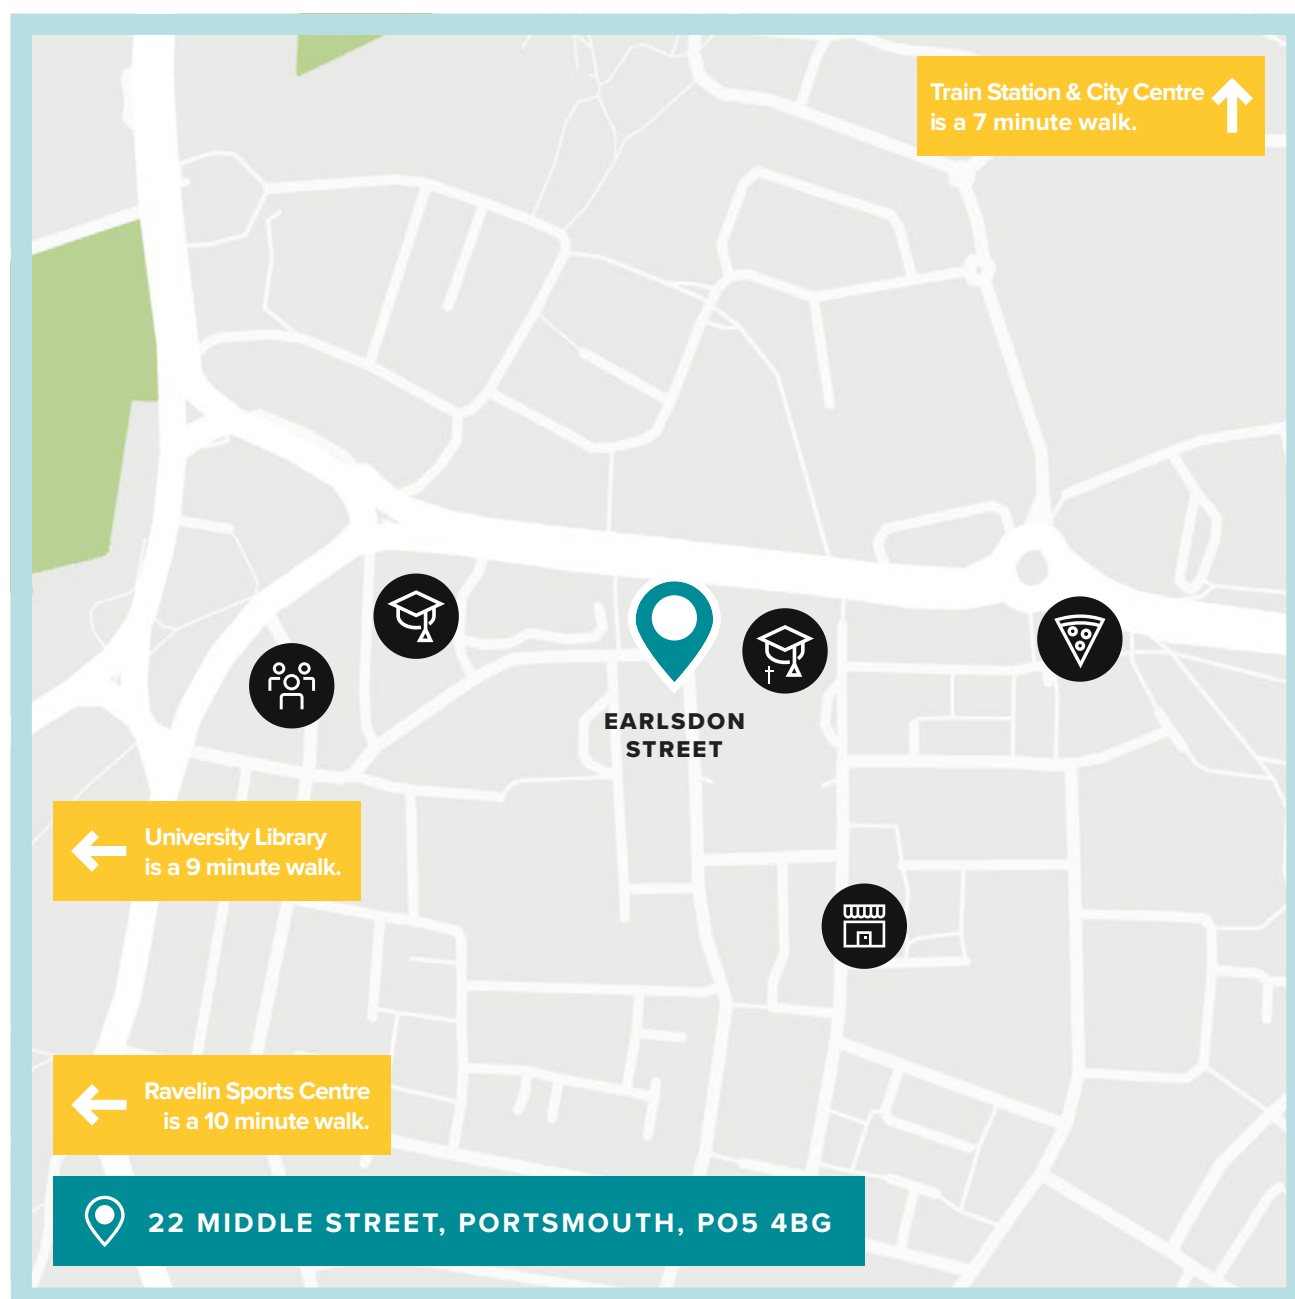 Train Station & City Centre
is a 7 minute walk.
EARLSDON
STREET
University Library
is a 9 minute walk.
Ravelin Sports Centre
is a 10 minute walk.
22 MIDDLE STREET, PORTSMOUTH, PO5 4BG